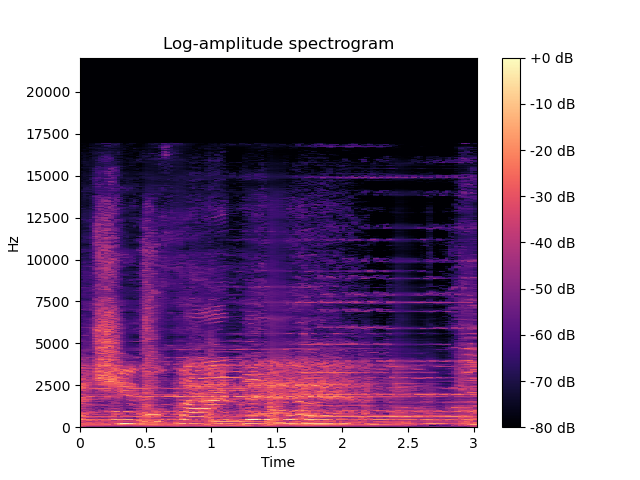 Log-amplitude spectrogram
Hz
20000
17500
15000
12500
10000
7500
5000
2500
0
0 0.5 1 1.5 2 2.5 3
Time
+0 dB
-10 dB
-20 dB
-30 dB
-40 dB
-50 dB
-60 dB
-70 dB
-80 dB